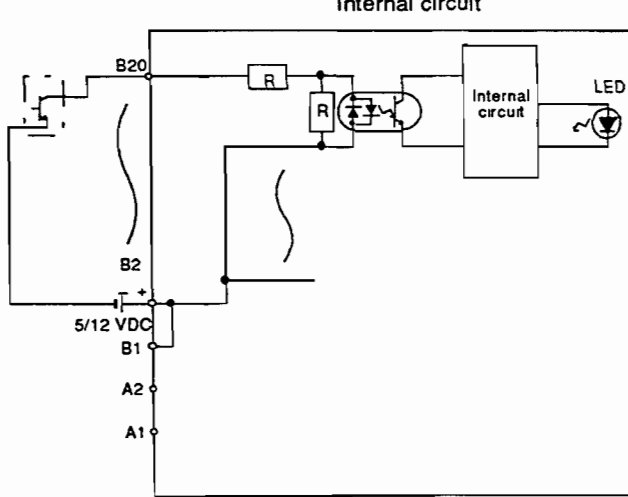 Internal circuit
B20
R
R
Internal
circuit
LED
B2
+
5/12 VDC
B1
A2
A1